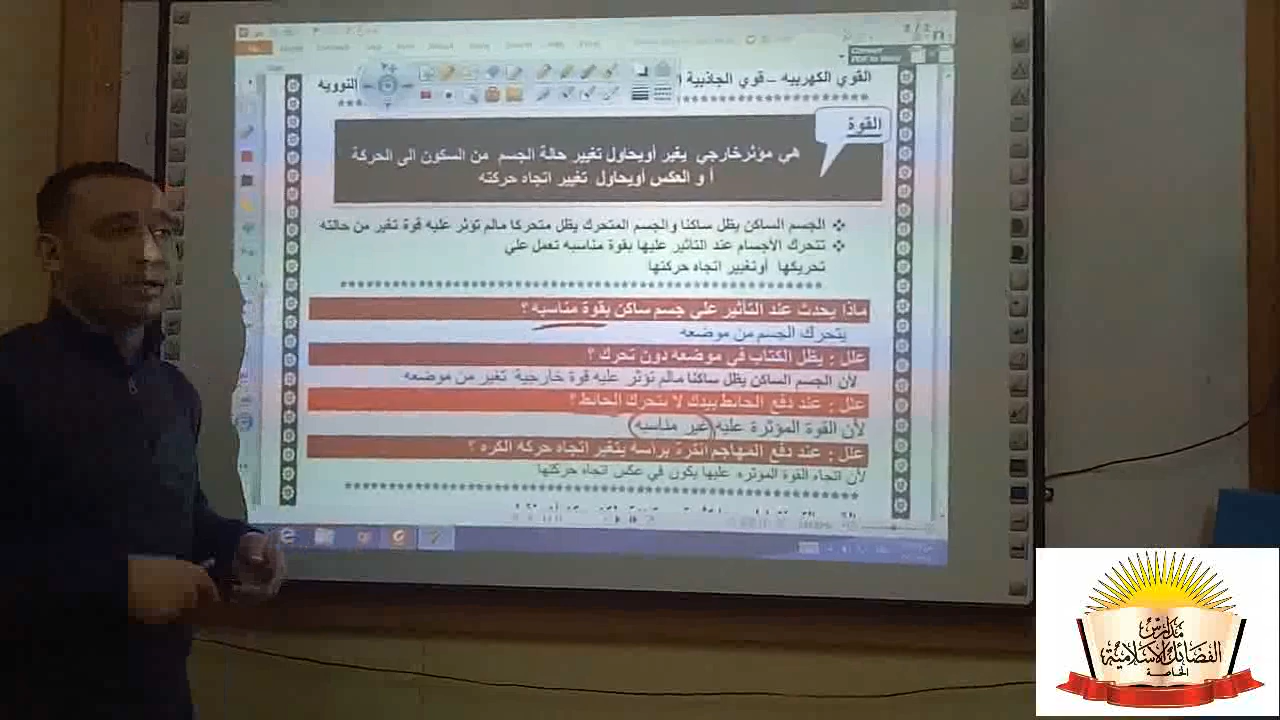 القوي الكهربيه – قوي الجاذبية
النوويه
القوة
هي مؤثرخارجي يغير أويحاول تغيير حالة الجسم من السكون الى الحركة
أ و العكس أويحاول تغيير اتجاه حركته
الجسم الساكن يظل ساكنا والجسم المتحرك يظل متحركا مالم تؤثر عليه قوة تغير من حالته
تتحرك الأجسام عند التأثير عليها بقوة مناسبه تعمل علي
تحريكها أوتغيير اتجاه حركتها
ماذا يحدث عند التأثير علي جسم ساكن بقوة مناسبه ؟
يتحرك الجسم من موضعه
علل : يظل الكتاب في موضعه دون تحرك ؟
لأن الجسم الساكن يظل ساكنا مالم تؤثر عليه قوة خارجية تغير من موضعه
علل : عند دفع الحائط بيدك لا يتحرك الحائط؟
لأن القوة المؤثرة عليه غير مناسبه
علل : عند دفع المهاجم برأسه يتغير اتجاه حركه الكره ؟
لأن اتجاه القوة المؤثره عليها يكون في عكس اتجاه حركتها
مدارس
الفضائل الاسلامية
الخاصة